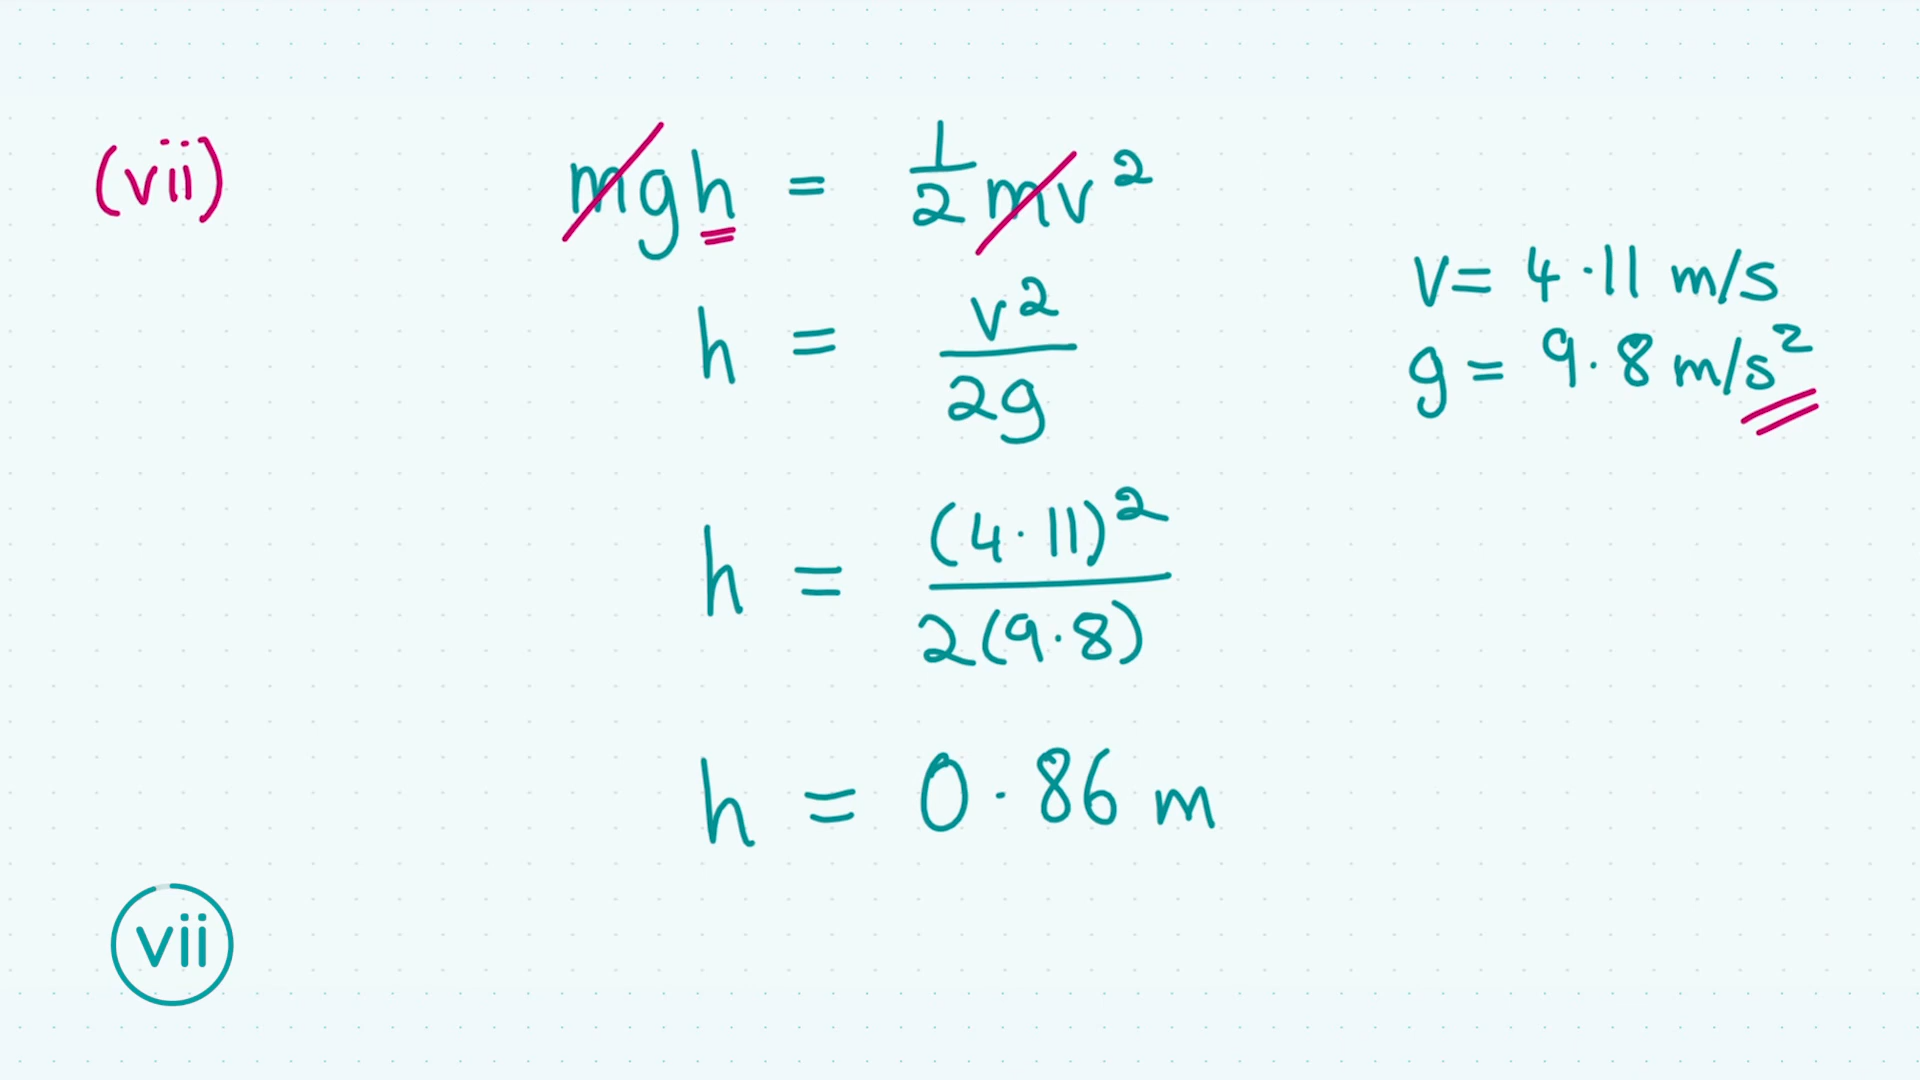 (vii)
mgh = 1/2 mv²
v = 4·11 m/s
g = 9·8 m/s²
h = v²/2g
h = (4·11)²/2(9·8)
h = 0·86 m
vii